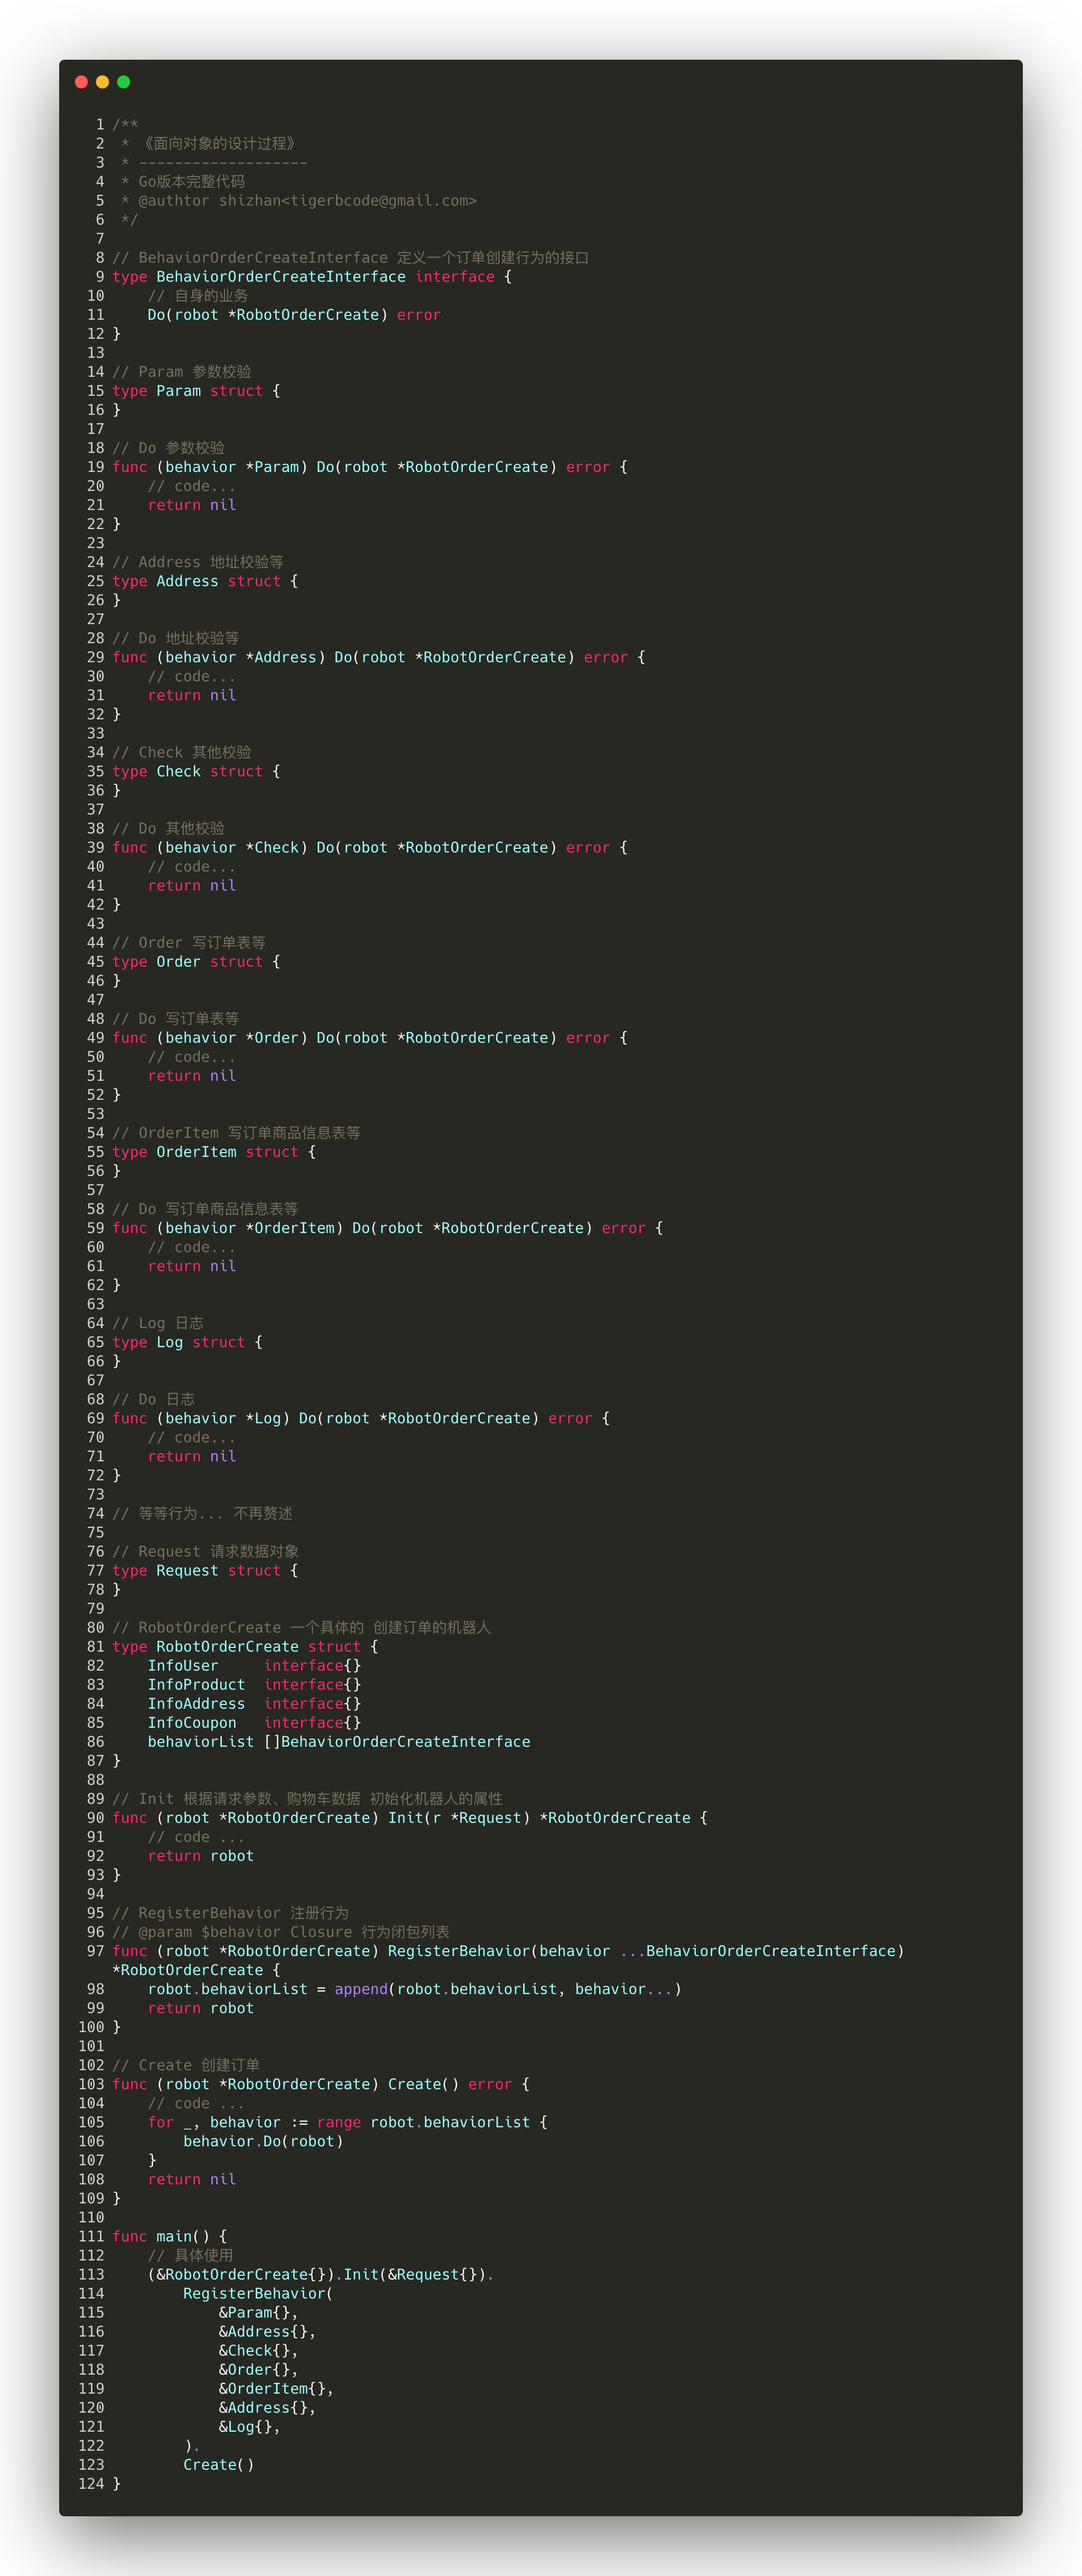 1 /**
2  * 《面向对象的设计过程》
3  * -------------------
4  * Go版本完整代码
5  * @authtor shizhan<tigerbcode@gmail.com>
6  */
7
8 // BehaviorOrderCreateInterface 定义一个订单创建行为的接口
9 type BehaviorOrderCreateInterface interface {
10     // 自身的业务
11     Do(robot *RobotOrderCreate) error
12 }
13
14 // Param 参数校验
15 type Param struct {
16 }
17
18 // Do 参数校验
19 func (behavior *Param) Do(robot *RobotOrderCreate) error {
20     // code...
21     return nil
22 }
23
24 // Address 地址校验等
25 type Address struct {
26 }
27
28 // Do 地址校验等
29 func (behavior *Address) Do(robot *RobotOrderCreate) error {
30     // code...
31     return nil
32 }
33
34 // Check 其他校验
35 type Check struct {
36 }
37
38 // Do 其他校验
39 func (behavior *Check) Do(robot *RobotOrderCreate) error {
40     // code...
41     return nil
42 }
43
44 // Order 写订单表等
45 type Order struct {
46 }
47
48 // Do 写订单表等
49 func (behavior *Order) Do(robot *RobotOrderCreate) error {
50     // code...
51     return nil
52 }
53
54 // OrderItem 写订单商品信息表等
55 type OrderItem struct {
56 }
57
58 // Do 写订单商品信息表等
59 func (behavior *OrderItem) Do(robot *RobotOrderCreate) error {
60     // code...
61     return nil
62 }
63
64 // Log 日志
65 type Log struct {
66 }
67
68 // Do 日志
69 func (behavior *Log) Do(robot *RobotOrderCreate) error {
70     // code...
71     return nil
72 }
73
74 // 等等行为... 不再赘述
75
76 // Request 请求数据对象
77 type Request struct {
78 }
79
80 // RobotOrderCreate 一个具体的 创建订单的机器人
81 type RobotOrderCreate struct {
82     InfoUser     interface{}
83     InfoProduct  interface{}
84     InfoAddress  interface{}
85     InfoCoupon   interface{}
86     behaviorList []BehaviorOrderCreateInterface
87 }
88
89 // Init 根据请求参数、购物车数据 初始化机器人的属性
90 func (robot *RobotOrderCreate) Init(r *Request) *RobotOrderCreate {
91     // code ...
92     return robot
93 }
94
95 // RegisterBehavior 注册行为
96 // @param $behavior Closure 行为闭包列表
97 func (robot *RobotOrderCreate) RegisterBehavior(behavior ...BehaviorOrderCreateInterface)
*RobotOrderCreate {
98     robot.behaviorList = append(robot.behaviorList, behavior...)
99     return robot
100 }
101
102 // Create 创建订单
103 func (robot *RobotOrderCreate) Create() error {
104     // code ...
105     for _, behavior := range robot.behaviorList {
106         behavior.Do(robot)
107     }
108     return nil
109 }
110
111 func main() {
112     // 具体使用
113     (&RobotOrderCreate{}).Init(&Request{}).
114         RegisterBehavior(
115             &Param{},
116             &Address{},
117             &Check{},
118             &Order{},
119             &OrderItem{},
120             &Address{},
121             &Log{},
122         ).
123         Create()
124 }